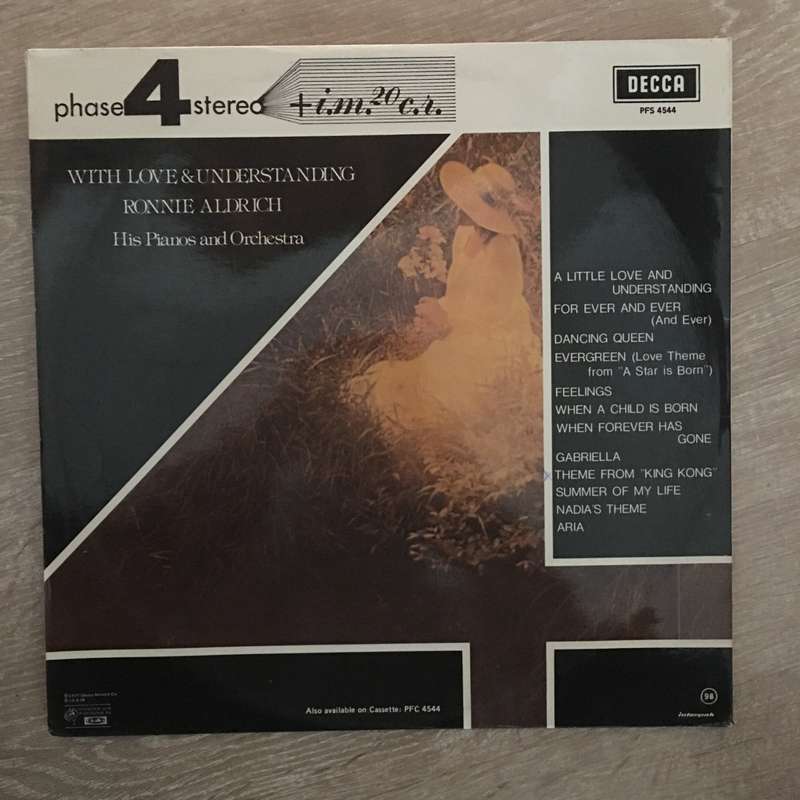 phase 4 stereo +i.m. 20 c.r.
DECCA
PFS 4544
WITH LOVE & UNDERSTANDING
RONNIE ALDRICH
His Pianos and Orchestra
A LITTLE LOVE AND
UNDERSTANDING
FOR EVER AND EVER
(And Ever)
DANCING QUEEN
EVERGREEN (Love Theme
from "A Star is Born")
FEELINGS
WHEN A CHILD IS BORN
WHEN FOREVER HAS
GONE
GABRIELLA
THEME FROM "KING KONG"
SUMMER OF MY LIFE
NADIA'S THEME
ARIA
Also available on Cassette: PFC 4544
98
interpak